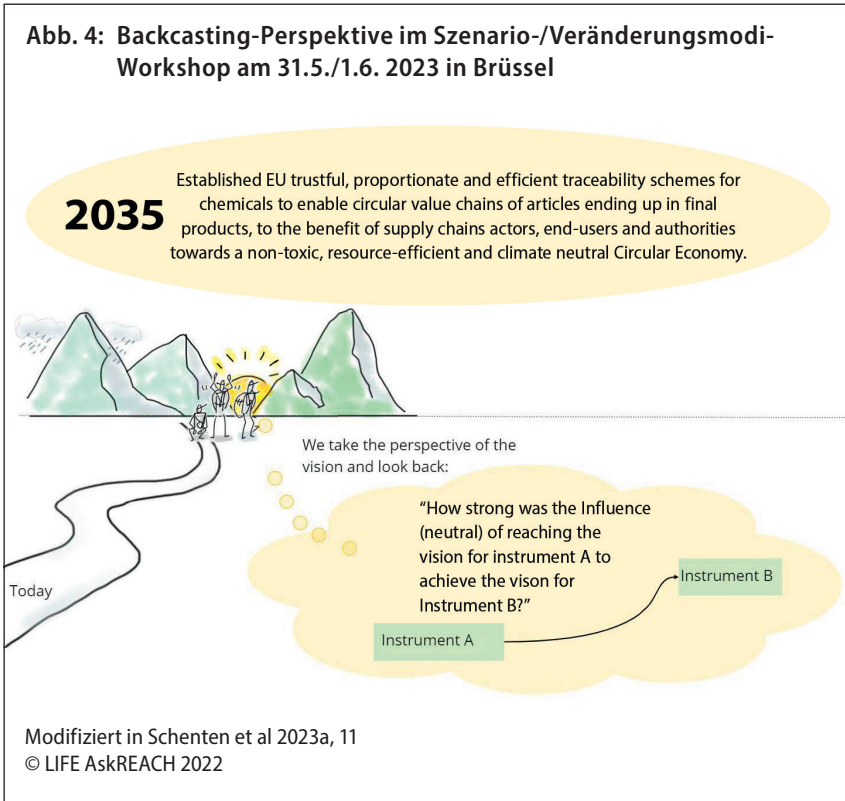 Abb. 4: Backcasting-Perspektive im Szenario-/Veränderungsmodi-
Workshop am 31.5./1.6. 2023 in Brüssel
2035
Established EU trustful, proportionate and efficient traceability schemes for
chemicals to enable circular value chains of articles ending up in final
products, to the benefit of supply chains actors, end-users and authorities
towards a non-toxic, resource-efficient and climate neutral Circular Economy.
We take the perspective of the
vision and look back:
"How strong was the Influence
(neutral) of reaching the
vision for instrument A to
achieve the vison for
Instrument B?"
Instrument B
Today
Instrument A
Modifiziert in Schenten et al 2023a, 11
© LIFE AskREACH 2022